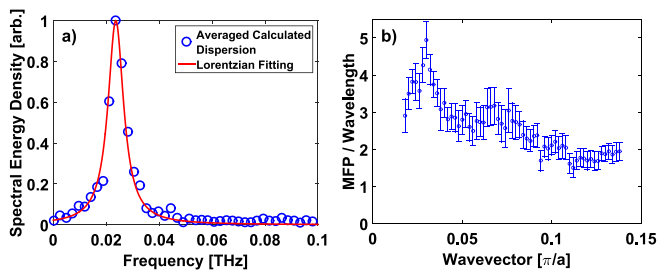 a)
Averaged Calculated
Dispersion
Lorentzian Fitting
Spectral Energy Density [arb.]
1
0.8
0.6
0.4
0.2
0
0 0.02 0.04 0.06 0.08 0.1
Frequency [THz]
b)
MFP / Wavelength
6
5
4
3
2
1
0
0 0.05 0.1 0.15
Wavevector [π/a]